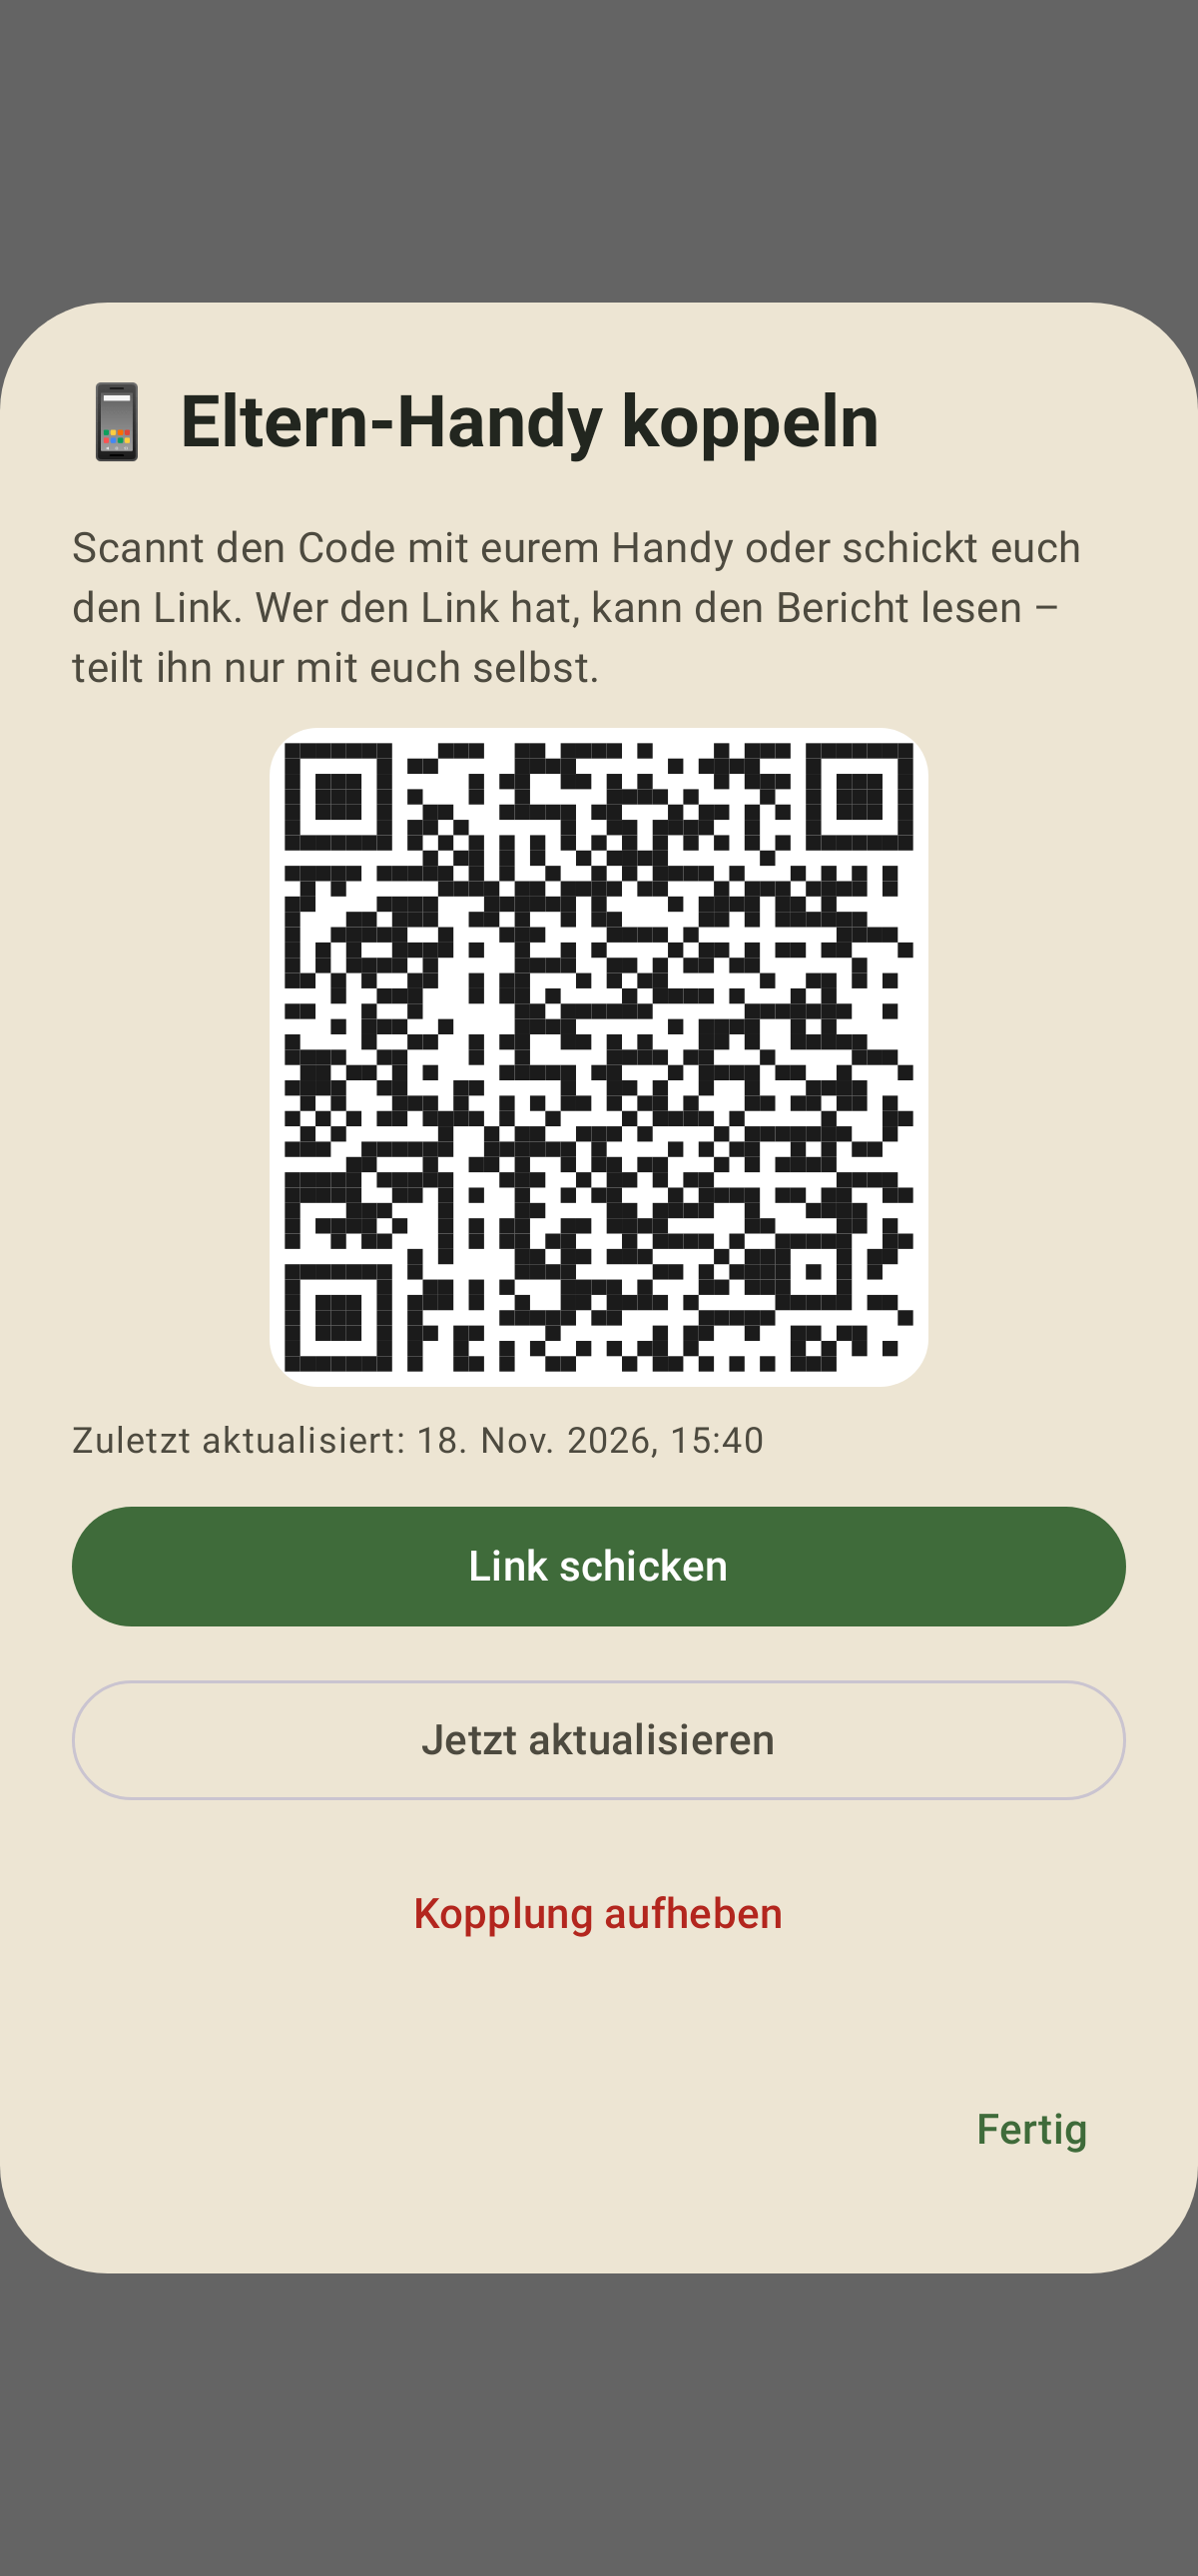 Eltern-Handy koppeln
Scannt den Code mit eurem Handy oder schickt euch
den Link. Wer den Link hat, kann den Bericht lesen –
teilt ihn nur mit euch selbst.
Zuletzt aktualisiert: 18. Nov. 2026, 15:40
Link schicken
Jetzt aktualisieren
Kopplung aufheben
Fertig